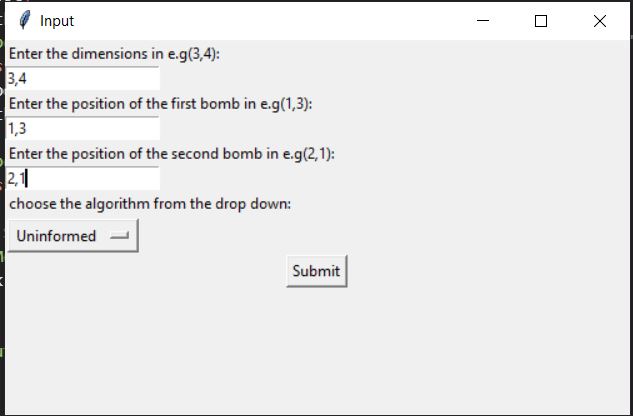 Input
Enter the dimensions in e.g(3,4):
3,4
Enter the position of the first bomb in e.g(1,3):
1,3
Enter the position of the second bomb in e.g(2,1):
2,1
choose the algorithm from the drop down:
Uninformed
Submit